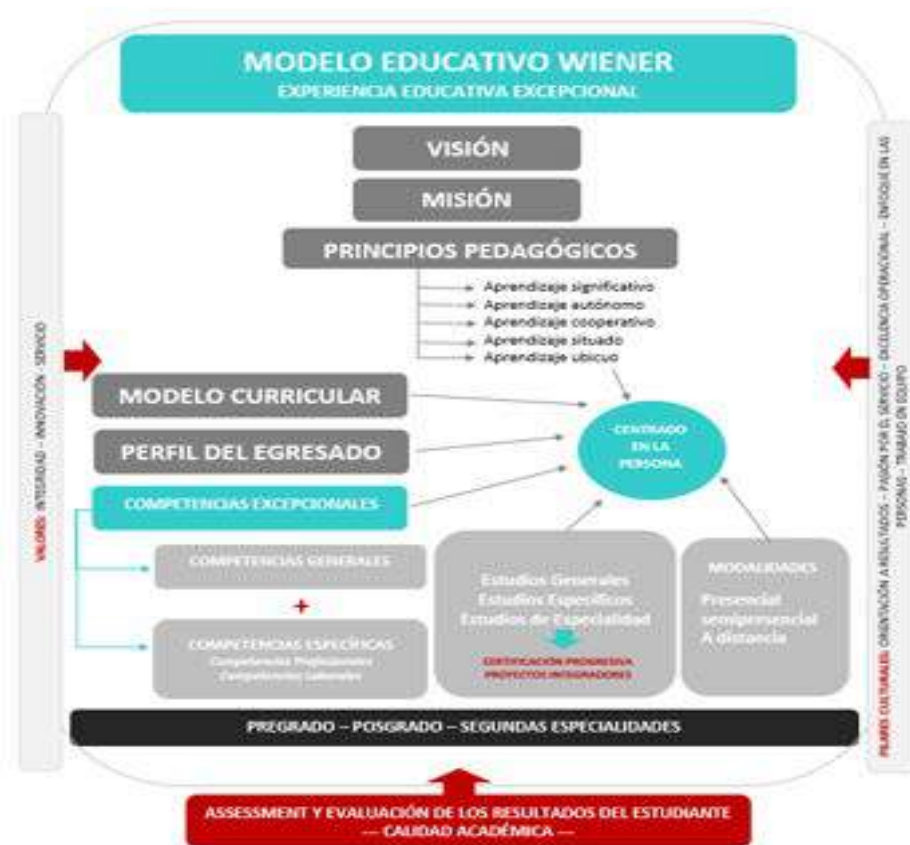 MODELO EDUCATIVO WIENER
EXPERIENCIA EDUCATIVA EXCEPCIONAL
VISIÓN
MISIÓN
PRINCIPIOS PEDAGÓGICOS
Aprendizaje significativo
Aprendizaje autónomo
Aprendizaje cooperativo
Aprendizaje situado
Aprendizaje ubicuo
VALORES: INTEGRIDAD – INNOVACIÓN - SERVICIO
MODELO CURRICULAR
PERFIL DEL EGRESADO
COMPETENCIAS EXCEPCIONALES
CENTRADO
EN LA
PERSONA
COMPETENCIAS GENERALES
+
COMPETENCIAS ESPECÍFICAS
Competencias Profesionales
Competencias Laborales
Estudios Generales
Estudios Específicos
Estudios de Especialidad
CERTIFICACIÓN PROGRESIVA
PROYECTOS INTEGRADORES
MODALIDADES
Presencial
semipresencial
A distancia
PILARES CULTURALES: ORIENTACIÓN A RESULTADOS – PASIÓN POR EL SERVICIO – EXCELENCIA OPERACIONAL – ENFOQUE EN LAS
PERSONAS – TRABAJO EN EQUIPO
PREGRADO – POSGRADO – SEGUNDAS ESPECIALIDADES
ASSESSMENT Y EVALUACIÓN DE LOS RESULTADOS DEL ESTUDIANTE
--- CALIDAD ACADÉMICA ---